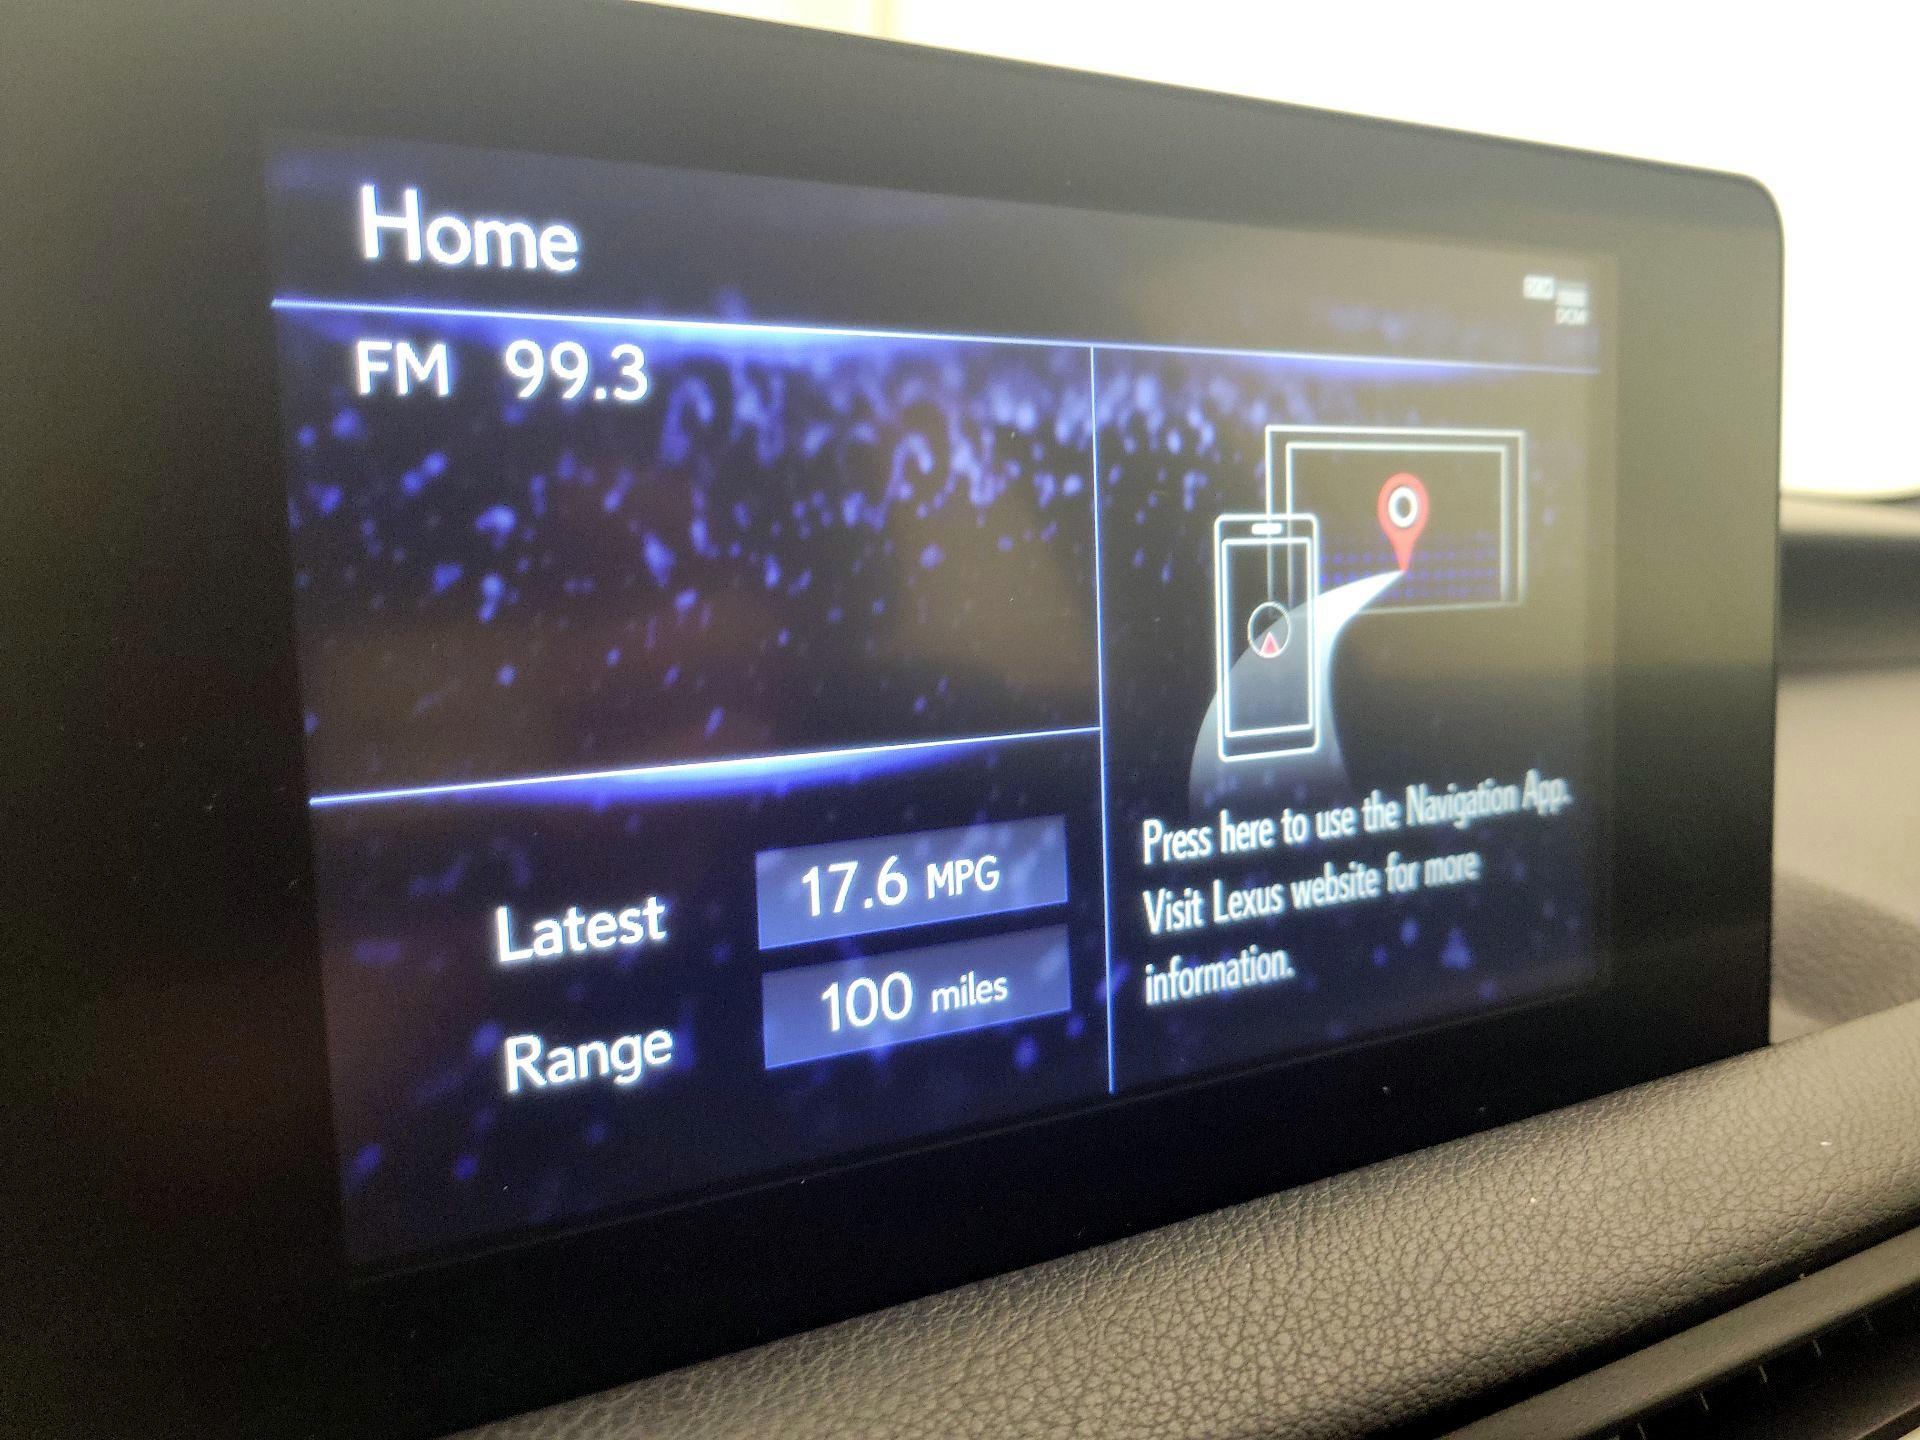 Home
DCM
FM 99.3
Latest 17.6 MPG
Range 100 miles
Press here to use the Navigation App.
Visit Lexus website for more
information.